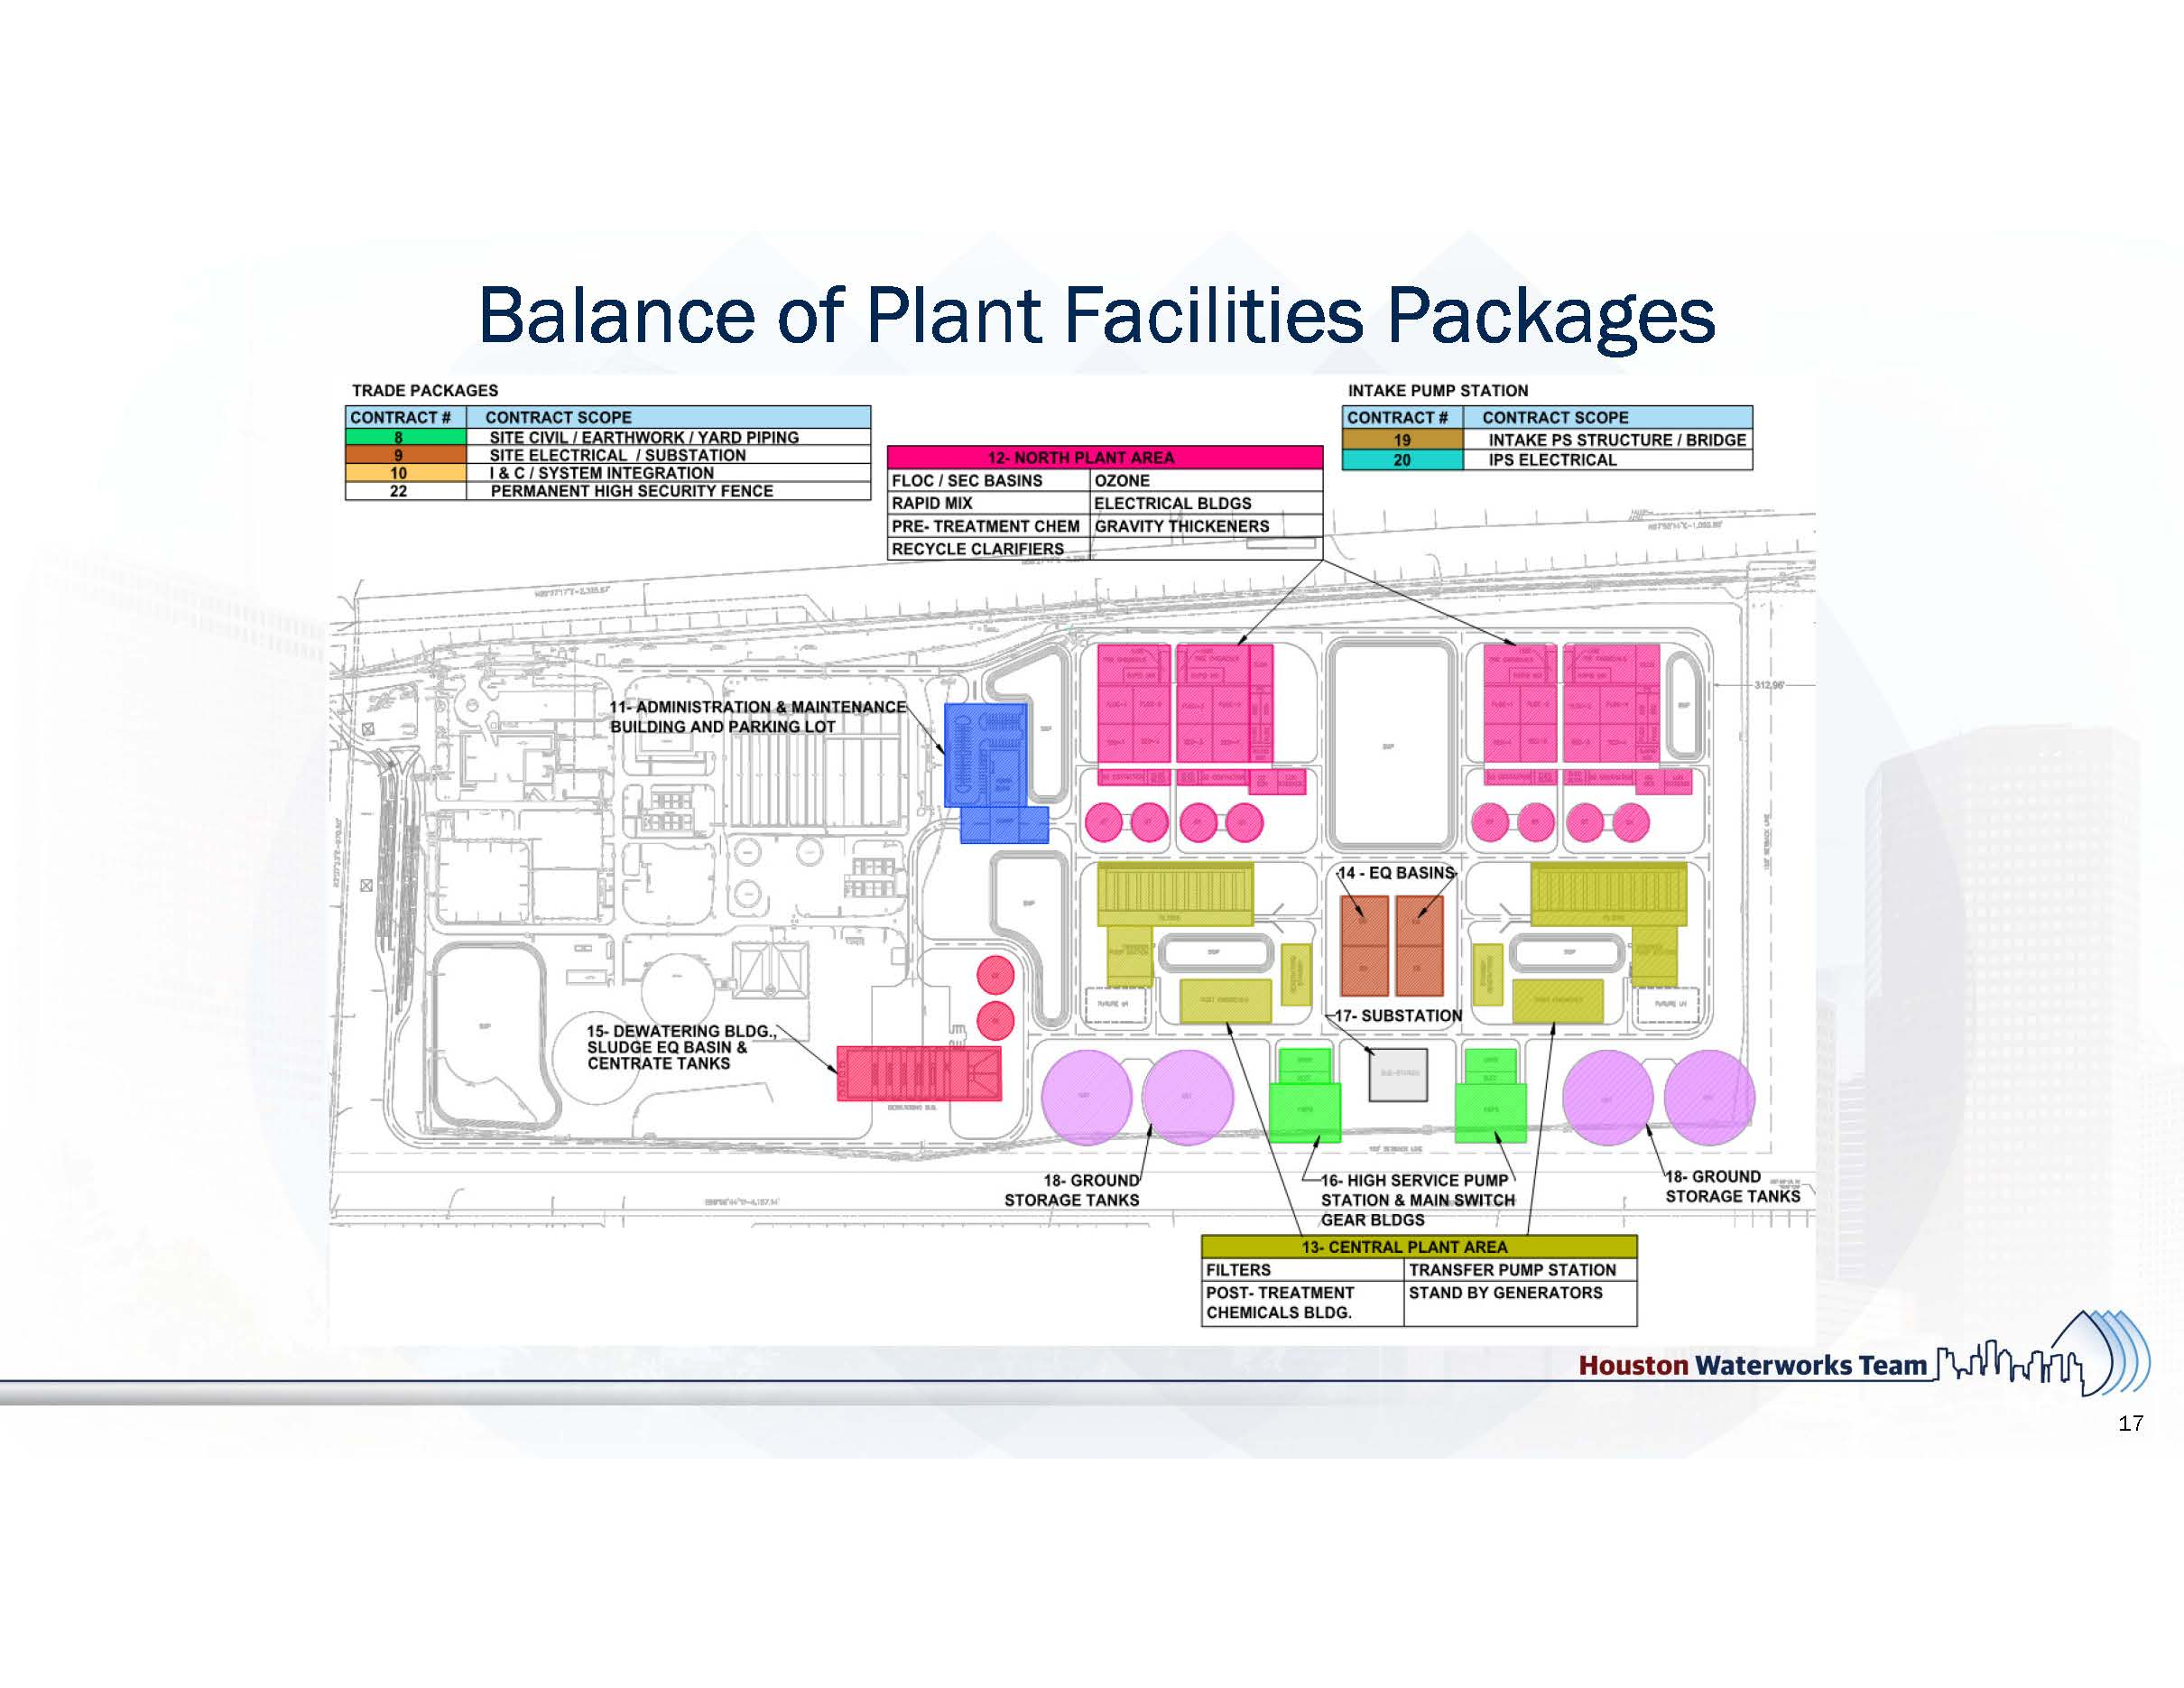 Balance of Plant Facilities Packages
TRADE PACKAGES
CONTRACT # CONTRACT SCOPE
8 SITE CIVIL / EARTHWORK / YARD PIPING
9 SITE ELECTRICAL / SUBSTATION
10 I & C / SYSTEM INTEGRATION
22 PERMANENT HIGH SECURITY FENCE
12- NORTH PLANT AREA
FLOC / SEC BASINS OZONE
RAPID MIX ELECTRICAL BLDGS
PRE- TREATMENT CHEM GRAVITY THICKENERS
RECYCLE CLARIFIERS
INTAKE PUMP STATION
CONTRACT # CONTRACT SCOPE
19 INTAKE PS STRUCTURE / BRIDGE
20 IPS ELECTRICAL
312.96'
11- ADMINISTRATION & MAINTENANCE
BUILDING AND PARKING LOT
14 - EQ BASINS
17- SUBSTATION
15- DEWATERING BLDG.,
SLUDGE EQ BASIN &
CENTRATE TANKS
18- GROUND
STORAGE TANKS
16- HIGH SERVICE PUMP
STATION & MAIN SWITCH
GEAR BLDGS
18- GROUND
STORAGE TANKS
13- CENTRAL PLANT AREA
FILTERS TRANSFER PUMP STATION
POST- TREATMENT STAND BY GENERATORS
CHEMICALS BLDG.
Houston Waterworks Team
17